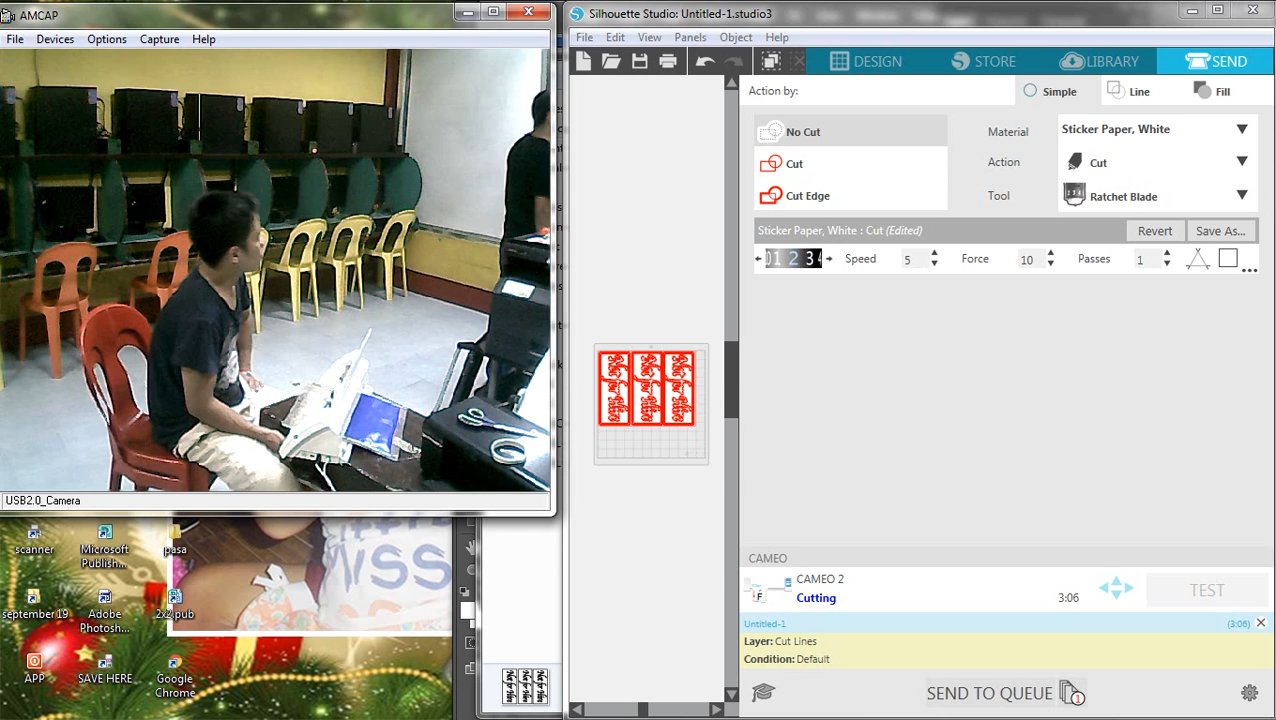 AMCAP
File Devices Options Capture Help
USB2.0_Camera
scanner
Microsoft Publish...
pasa
september 19
Adobe Photosh...
2x2.pub
APP
SAVE HERE
Google Chrome
Silhouette Studio: Untitled-1.studio3
File Edit View Panels Object Help
DESIGN STORE LIBRARY SEND
Action by: Simple Line Fill
No Cut
Cut
Cut Edge
Material Sticker Paper, White
Action Cut
Tool Ratchet Blade
Sticker Paper, White : Cut (Edited) Revert Save As...
1 2 3 Speed 5 Force 10 Passes 1
CAMEO
CAMEO 2
Cutting 3:06 TEST
Untitled-1 (3:06)
Layer: Cut Lines
Condition: Default
SEND TO QUEUE 1